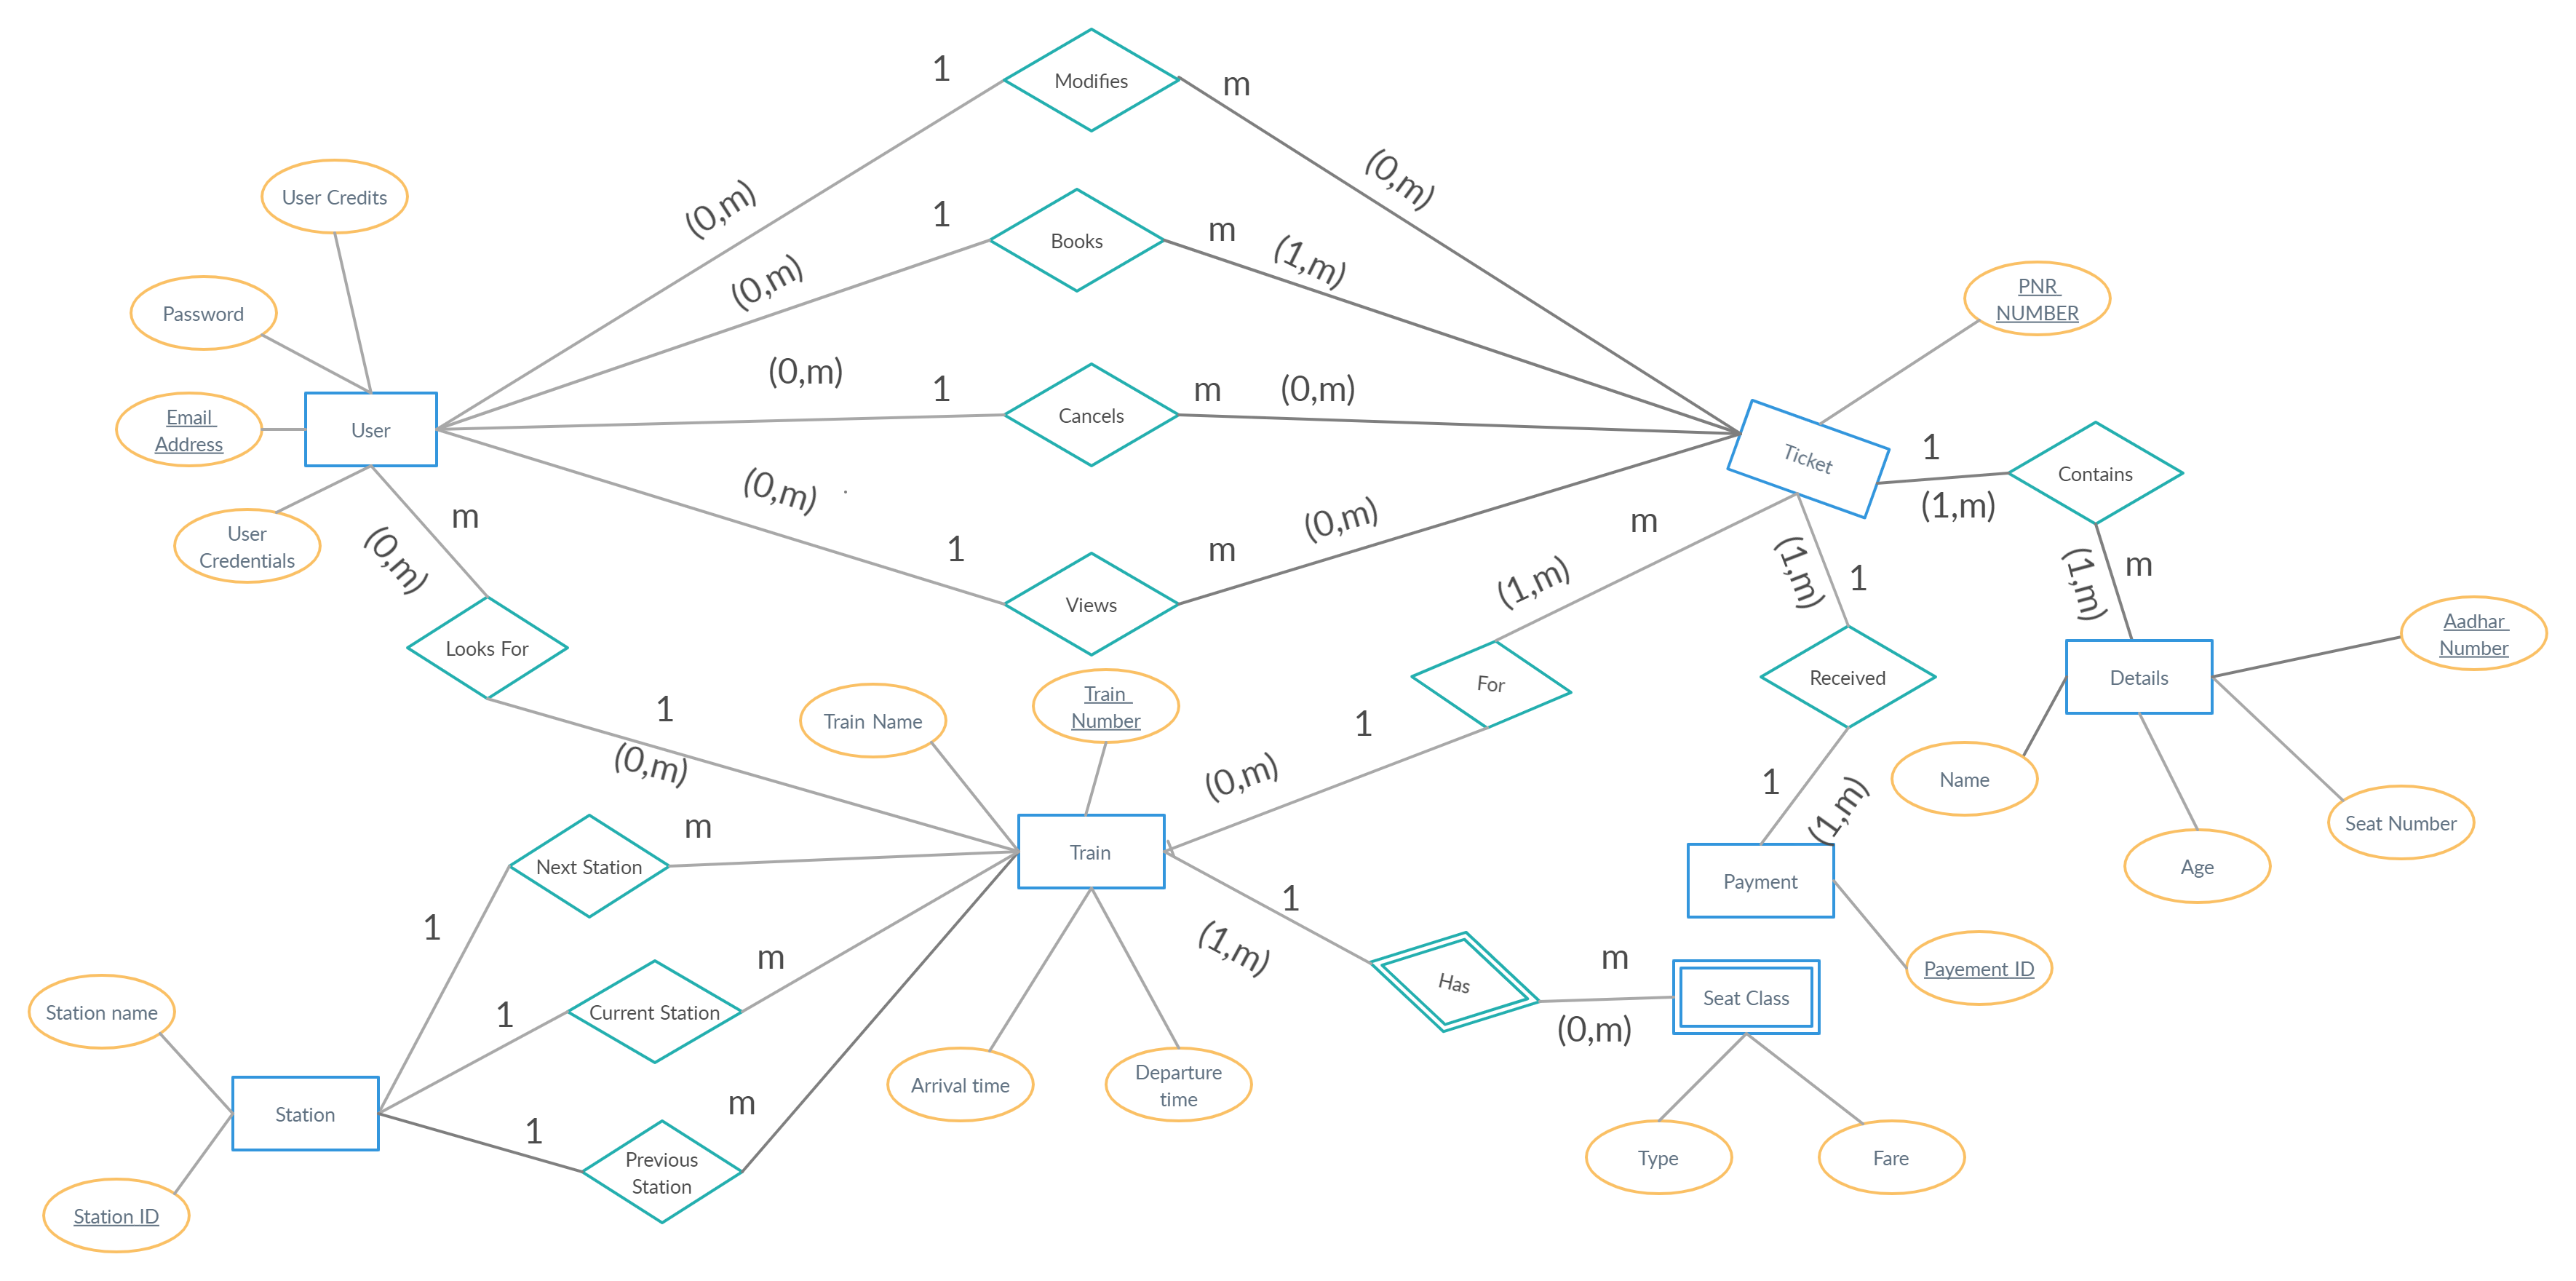 1
Modifies
m
(0,m)
(0,m)
User Credits
1
Books
m
(1,m)
(0,m)
Password
PNR
NUMBER
(0,m)
1
Cancels
m
(0,m)
Email
Address
User
Ticket
1
Contains
(1,m)
(0,m)
.
m
(0,m)
User
Credentials
(0,m)
1
m
(0,m)
m
(1,m)
1
(1,m)
m
(1,m)
Views
Looks For
Aadhar
Number
For
Received
Details
1
(0,m)
Train Name
Train
Number
1
(0,m)
1
(1,m)
Name
Seat Number
Age
m
Next Station
Train
Payment
1
1
(1,m)
m
Has
m
Seat Class
(0,m)
Payement ID
Station name
1
Current Station
Arrival time
Departure
time
m
Station
1
Previous
Station
Type
Fare
Station ID